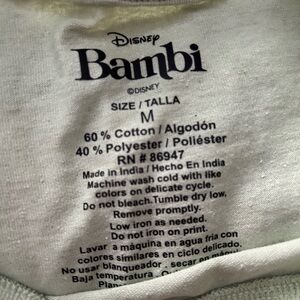 Disney
Bambi
©DISNEY
SIZE / TALLA
M
60 % Cotton / Algodón
40 % Polyester / Poliéster
RN # 86947
Made in India / Hecho En India
Machine wash cold with like
colors on delicate cycle.
Do not bleach.Tumble dry low.
Remove promptly.
Low iron as needed.
Do not iron on print.
Lavar a máquina en agua fría con
colores similares en ciclo delicado.
No usar blanqueador . secar en máq
Baja temperatura